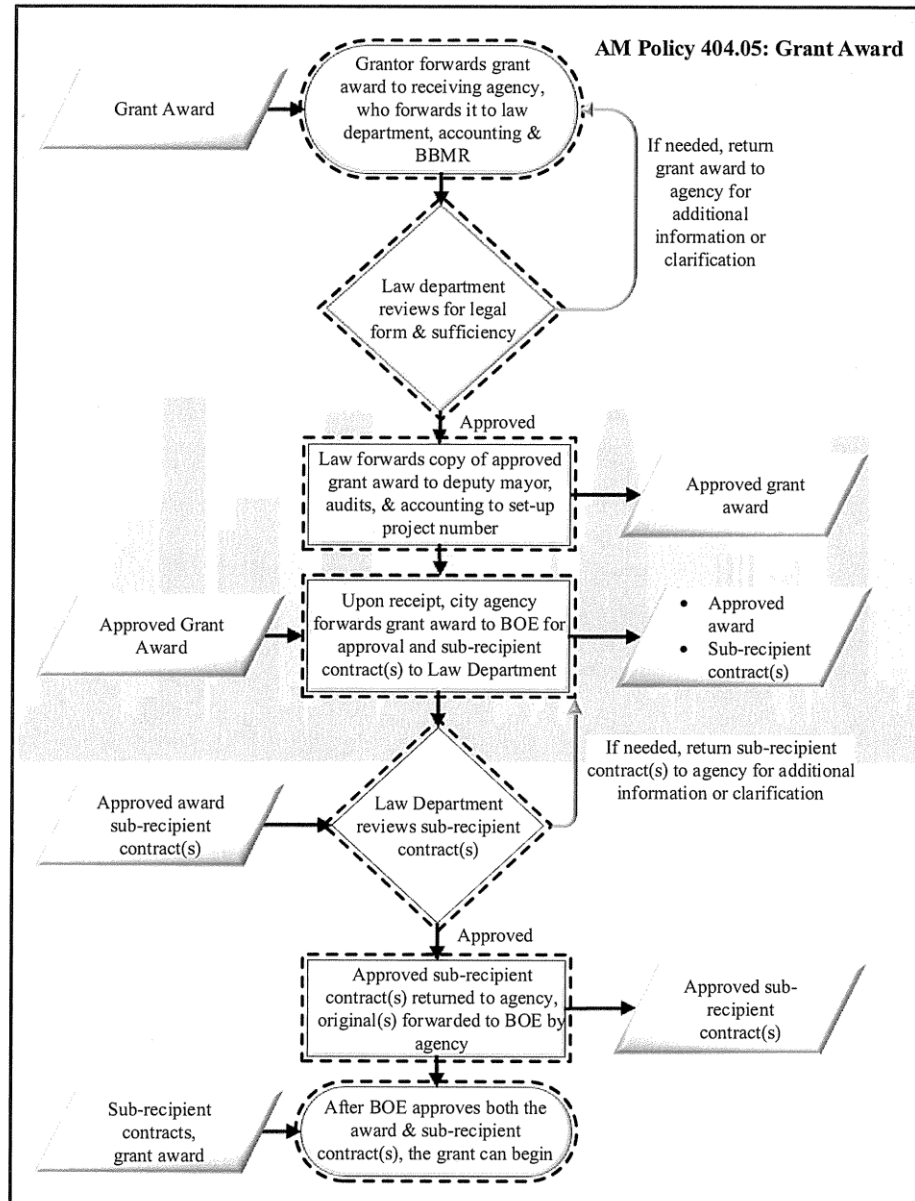 AM Policy 404.05: Grant Award
Grant Award
Grantor forwards grant
award to receiving agency,
who forwards it to law
department, accounting &
BBMR
If needed, return
grant award to
agency for
additional
information or
clarification
Law department
reviews for legal
form & sufficiency
Approved
Law forwards copy of approved
grant award to deputy mayor,
audits, & accounting to set-up
project number
Approved grant
award
Approved Grant
Award
Upon receipt, city agency
forwards grant award to BOE for
approval and sub-recipient
contract(s) to Law Department
• Approved
award
• Sub-recipient
contract(s)
If needed, return sub-recipient
contract(s) to agency for additional
information or clarification
Approved award
sub-recipient
contract(s)
Law Department
reviews sub-recipient
contract(s)
Approved
Approved sub-recipient
contract(s) returned to agency,
original(s) forwarded to BOE by
agency
Approved sub-
recipient
contract(s)
Sub-recipient
contracts,
grant award
After BOE approves both the
award & sub-recipient
contract(s), the grant can begin